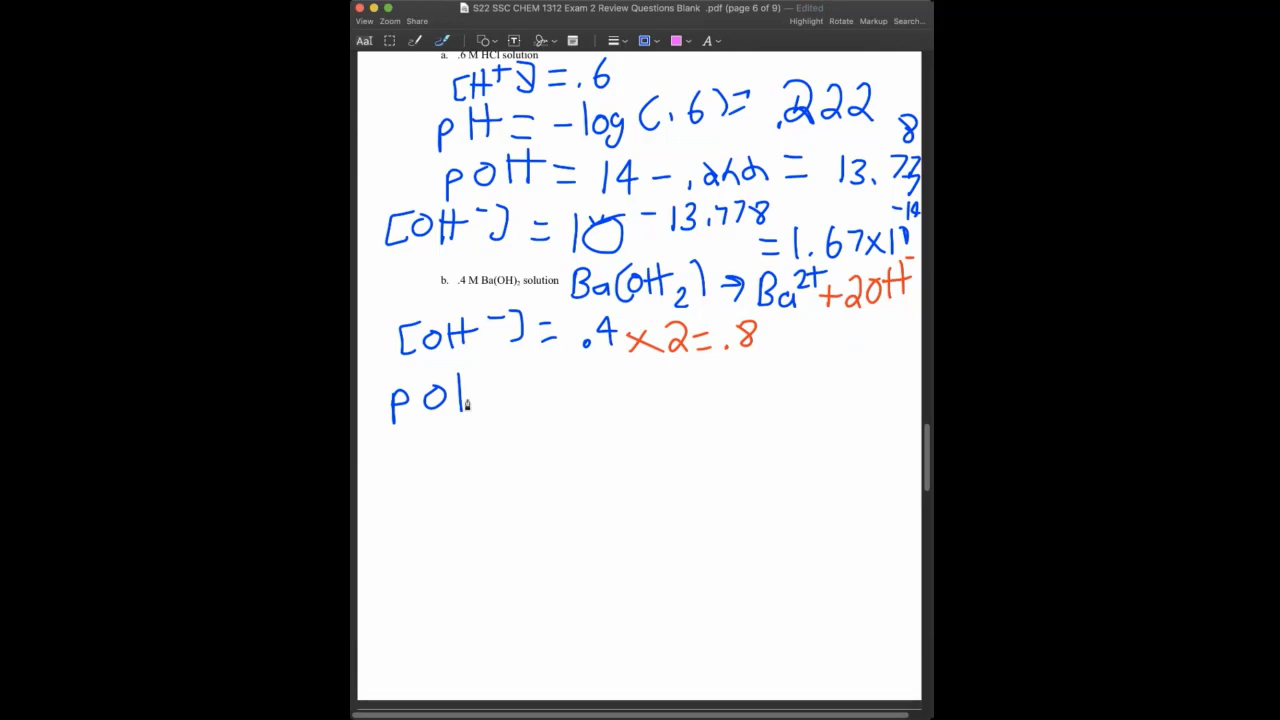 S22 SSC CHEM 1312 Exam 2 Review Questions Blank .pdf (page 6 of 9) — Edited
View Zoom Share Highlight Rotate Markup Search...
AaI T A
a. .6 M HCl solution
[H⁺] = .6
pH = -log(.6) = .222
pOH = 14 - .222 = 13.778
[OH⁻] = 10⁻¹³·⁷⁷⁸ = 1.67x10⁻¹⁴
b. .4 M Ba(OH)₂ solution Ba(OH₂) → Ba²⁺ + 2OH⁻
[OH⁻] = .4 x 2 = .8
pOl